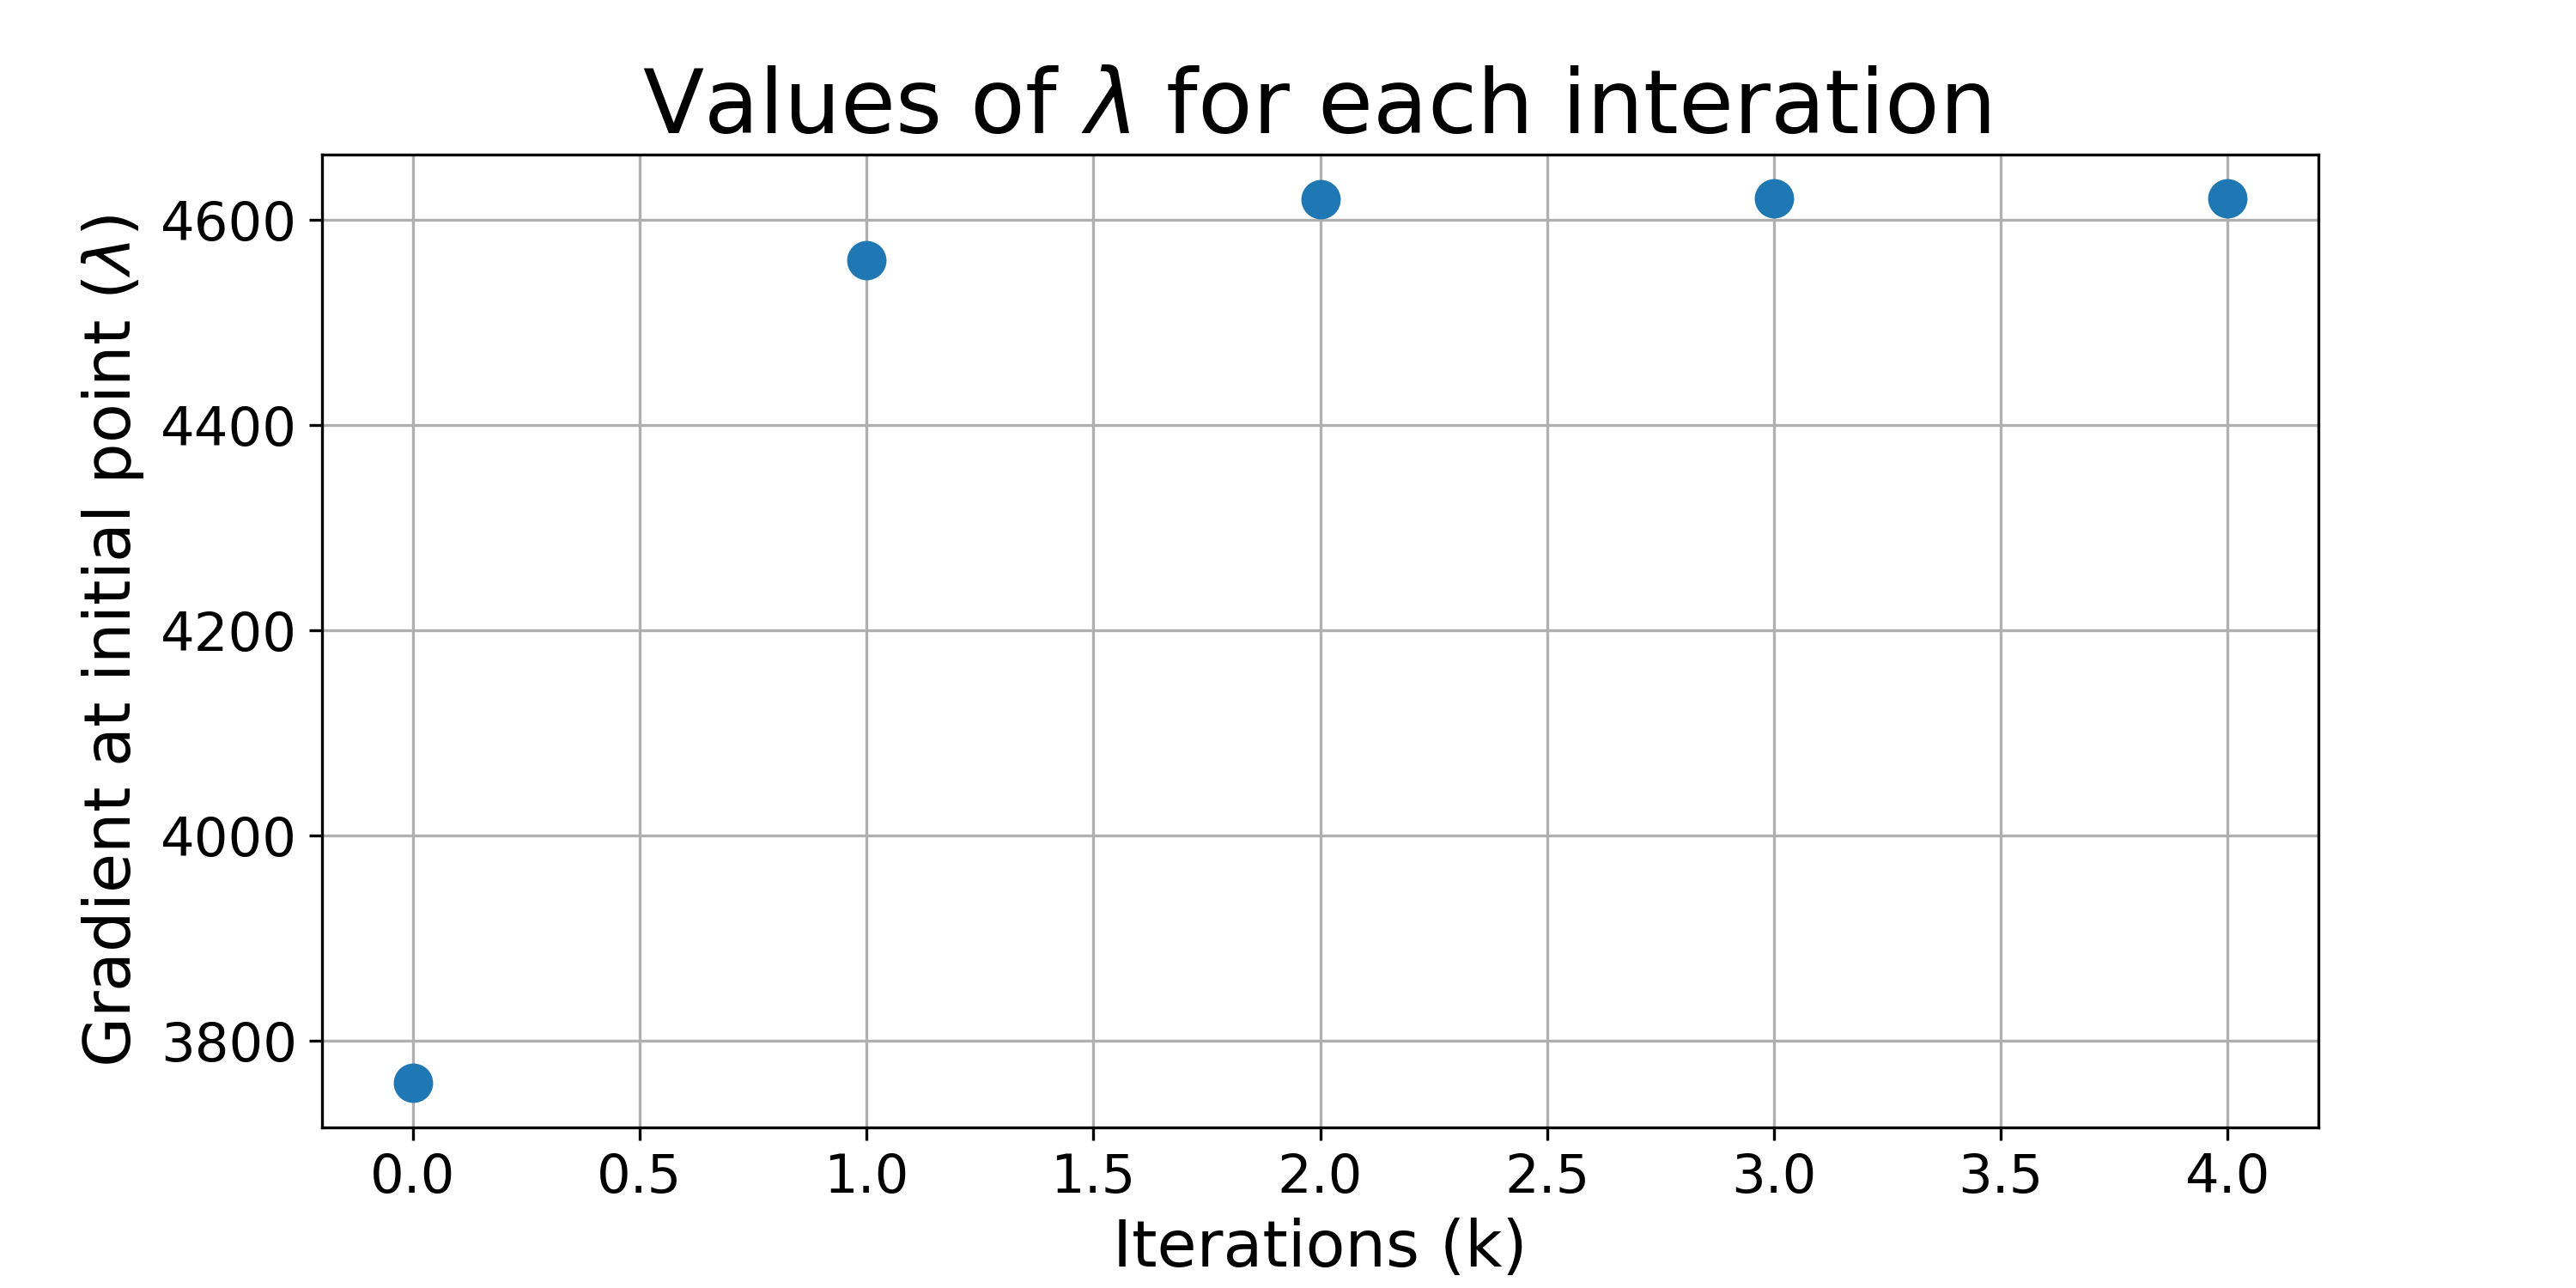 Values of λ for each interation
Gradient at initial point (λ)
4600
4400
4200
4000
3800
0.0 0.5 1.0 1.5 2.0 2.5 3.0 3.5 4.0
Iterations (k)